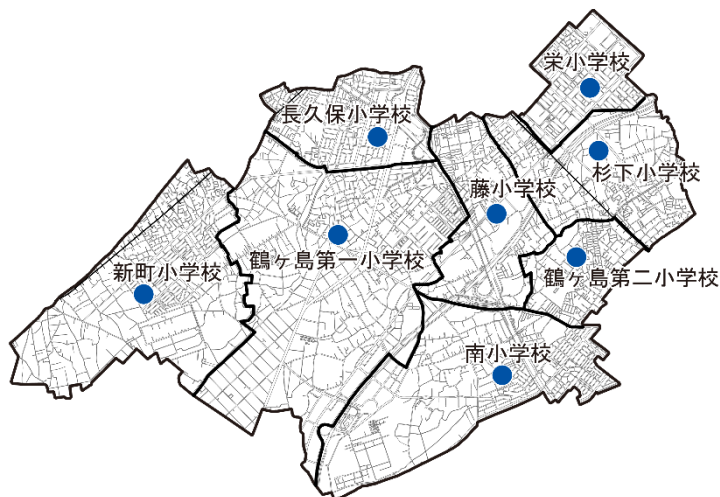 栄小学校
長久保小学校
杉下小学校
藤小学校
鶴ヶ島第一小学校
新町小学校
鶴ヶ島第二小学校
南小学校